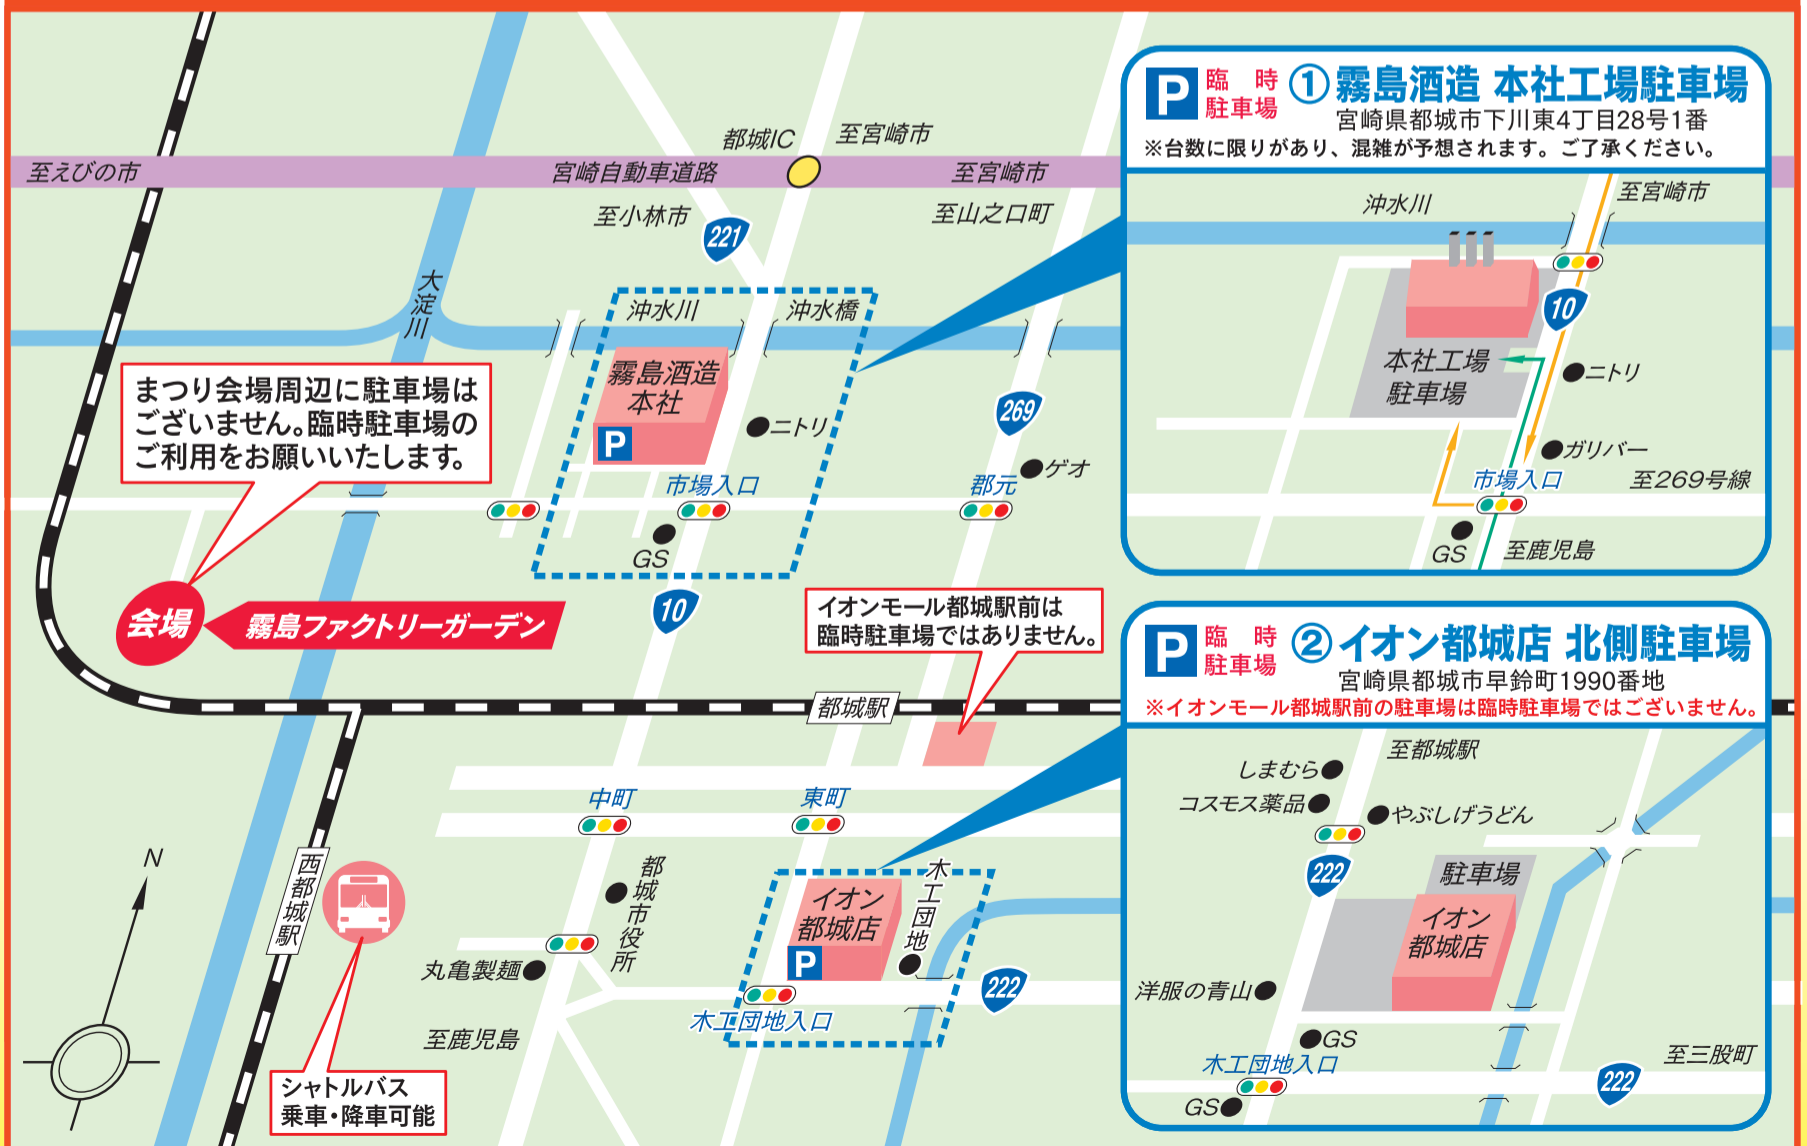 至えびの市
宮崎自動車道路
都城IC
至宮崎市
至宮崎市
至小林市
221
至山之口町
大淀川
沖水川
沖水橋
霧島酒造
本社
P
ニトリ
269
ゲオ
市場入口
郡元
GS
10
まつり会場周辺に駐車場は
ございません。臨時駐車場の
ご利用をお願いいたします。
会場
霧島ファクトリーガーデン
イオンモール都城駅前は
臨時駐車場ではありません。
都城駅
中町
東町
西都城駅
都城市役所
丸亀製麺
イオン
都城店
P
木工団地
222
木工団地入口
至鹿児島
シャトルバス
乗車・降車可能
N
P
臨時
駐車場
①霧島酒造 本社工場駐車場
宮崎県都城市下川東4丁目28号1番
※台数に限りがあり、混雑が予想されます。ご了承ください。
沖水川
至宮崎市
10
本社工場
駐車場
ニトリ
ガリバー
市場入口
至269号線
GS
至鹿児島
P
臨時
駐車場
②イオン都城店 北側駐車場
宮崎県都城市早鈴町1990番地
※イオンモール都城駅前の駐車場は臨時駐車場ではございません。
至都城駅
しまむら
コスモス薬品
やぶしげうどん
222
駐車場
イオン
都城店
洋服の青山
GS
木工団地入口
至三股町
222
GS